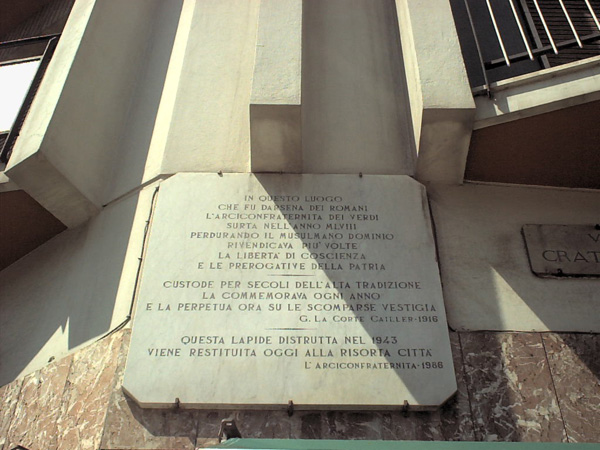 IN QUESTO LUOGO
CHE FU DARSENA DEI ROMANI
L'ARCICONFRATERNITA DEI VERDI
SURTA NELL'ANNO MLVIII
PERDURANDO IL MUSULMANO DOMINIO
RIVENDICAVA PIU' VOLTE
LA LIBERTA' DI COSCIENZA
E LE PREROGATIVE DELLA PATRIA
CUSTODE PER SECOLI DELL'ALTA TRADIZIONE
LA COMMEMORAVA OGNI ANNO
E LA PERPETUA ORA SU LE SCOMPARSE VESTIGIA
G. LA CORTE CAILLER-1916
QUESTA LAPIDE DISTRUTTA NEL 1943
VIENE RESTITUITA OGGI ALLA RISORTA CITTA'
L'ARCICONFRATERNITA-1966
V
CRAT